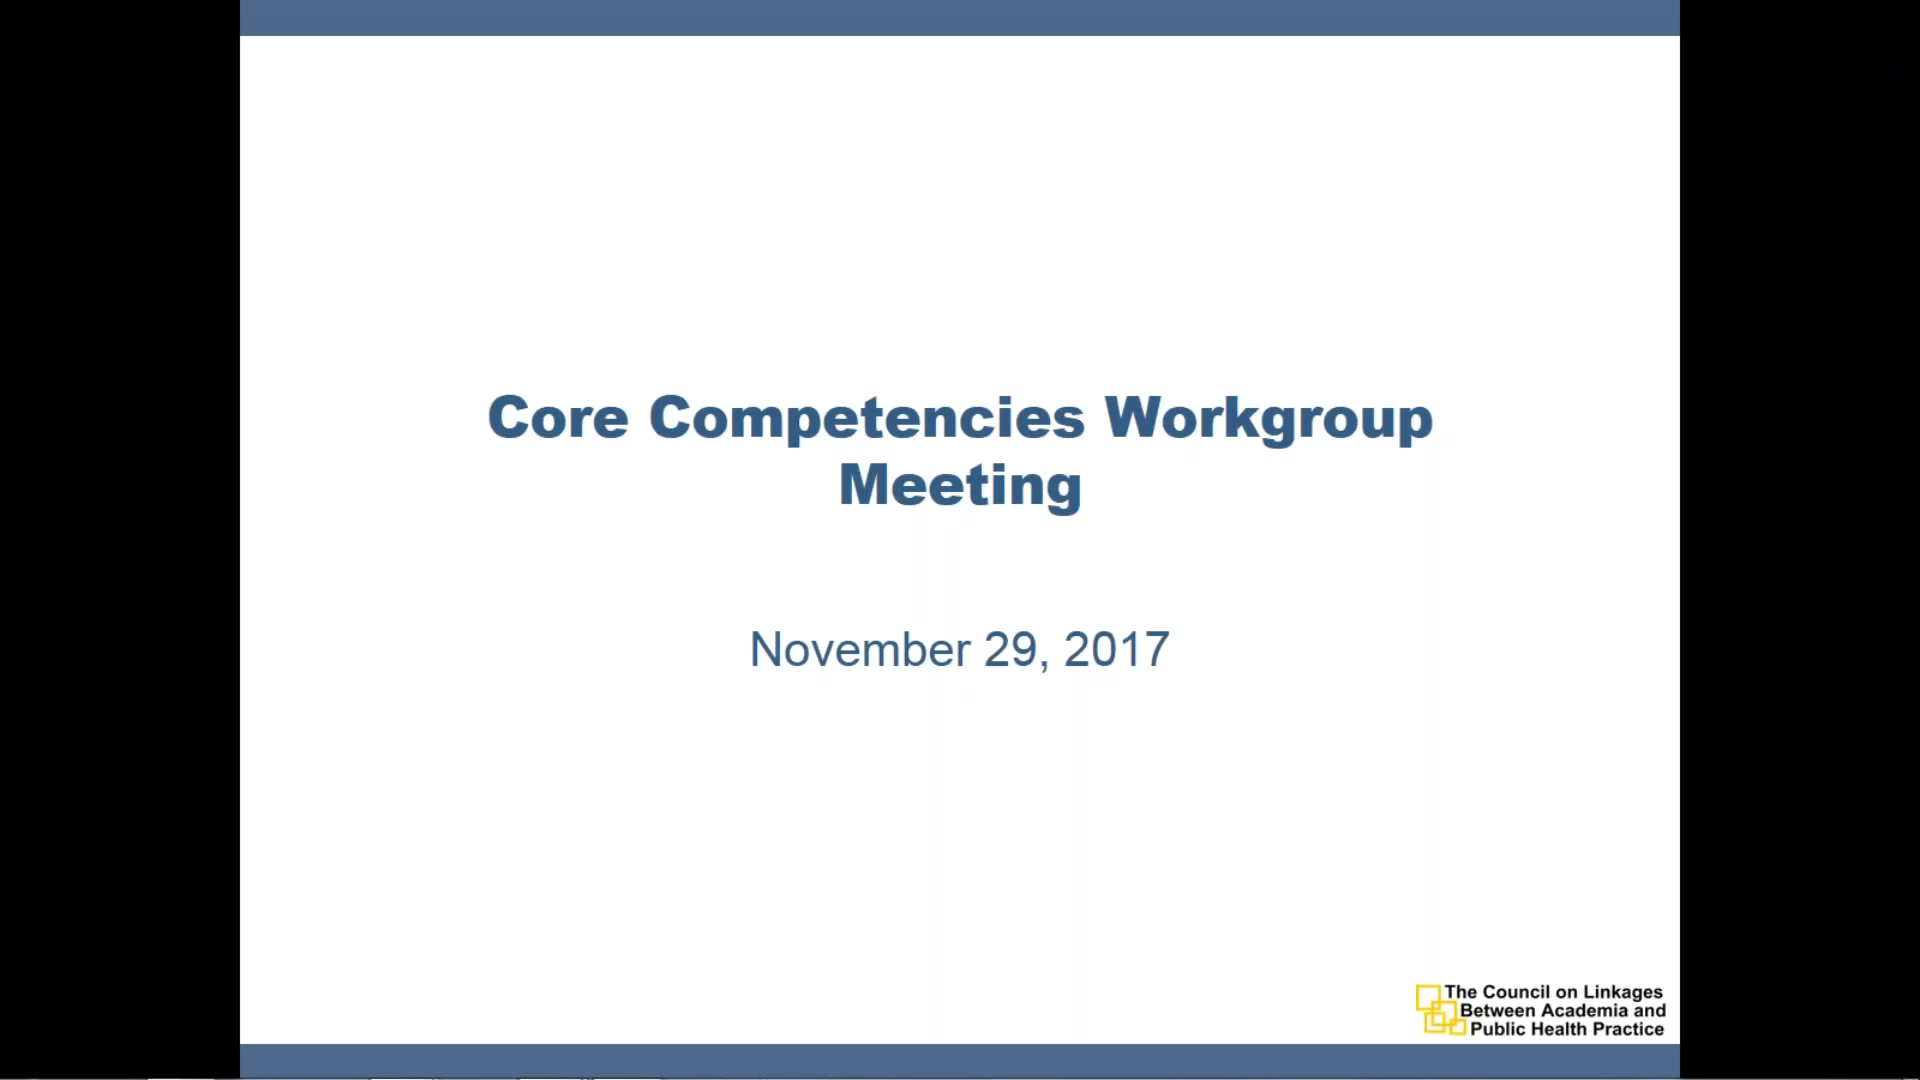 Core Competencies Workgroup
Meeting
November 29, 2017
The Council on Linkages
Between Academia and
Public Health Practice